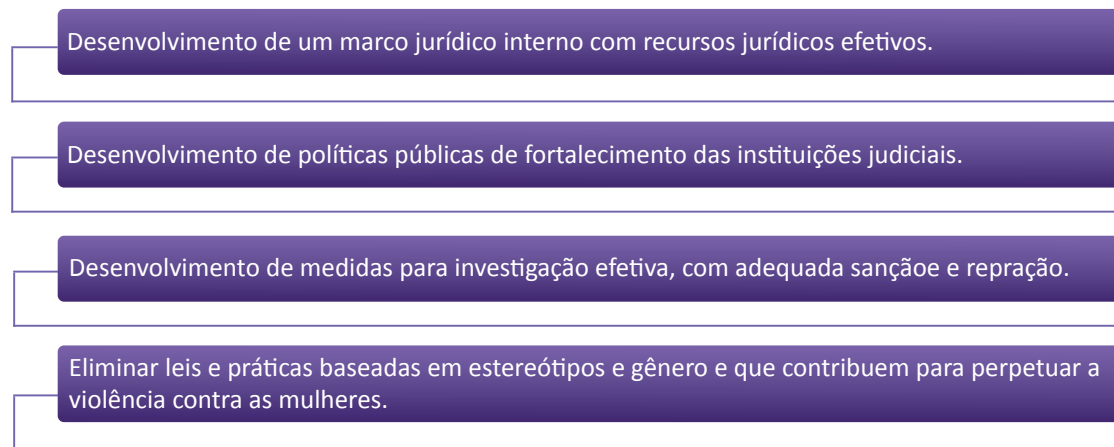 Desenvolvimento de um marco jurídico interno com recursos jurídicos efetivos.
Desenvolvimento de políticas públicas de fortalecimento das instituições judiciais.
Desenvolvimento de medidas para investigação efetiva, com adequada sançãoe e repração.
Eliminar leis e práticas baseadas em estereótipos e gênero e que contribuem para perpetuar a
violência contra as mulheres.